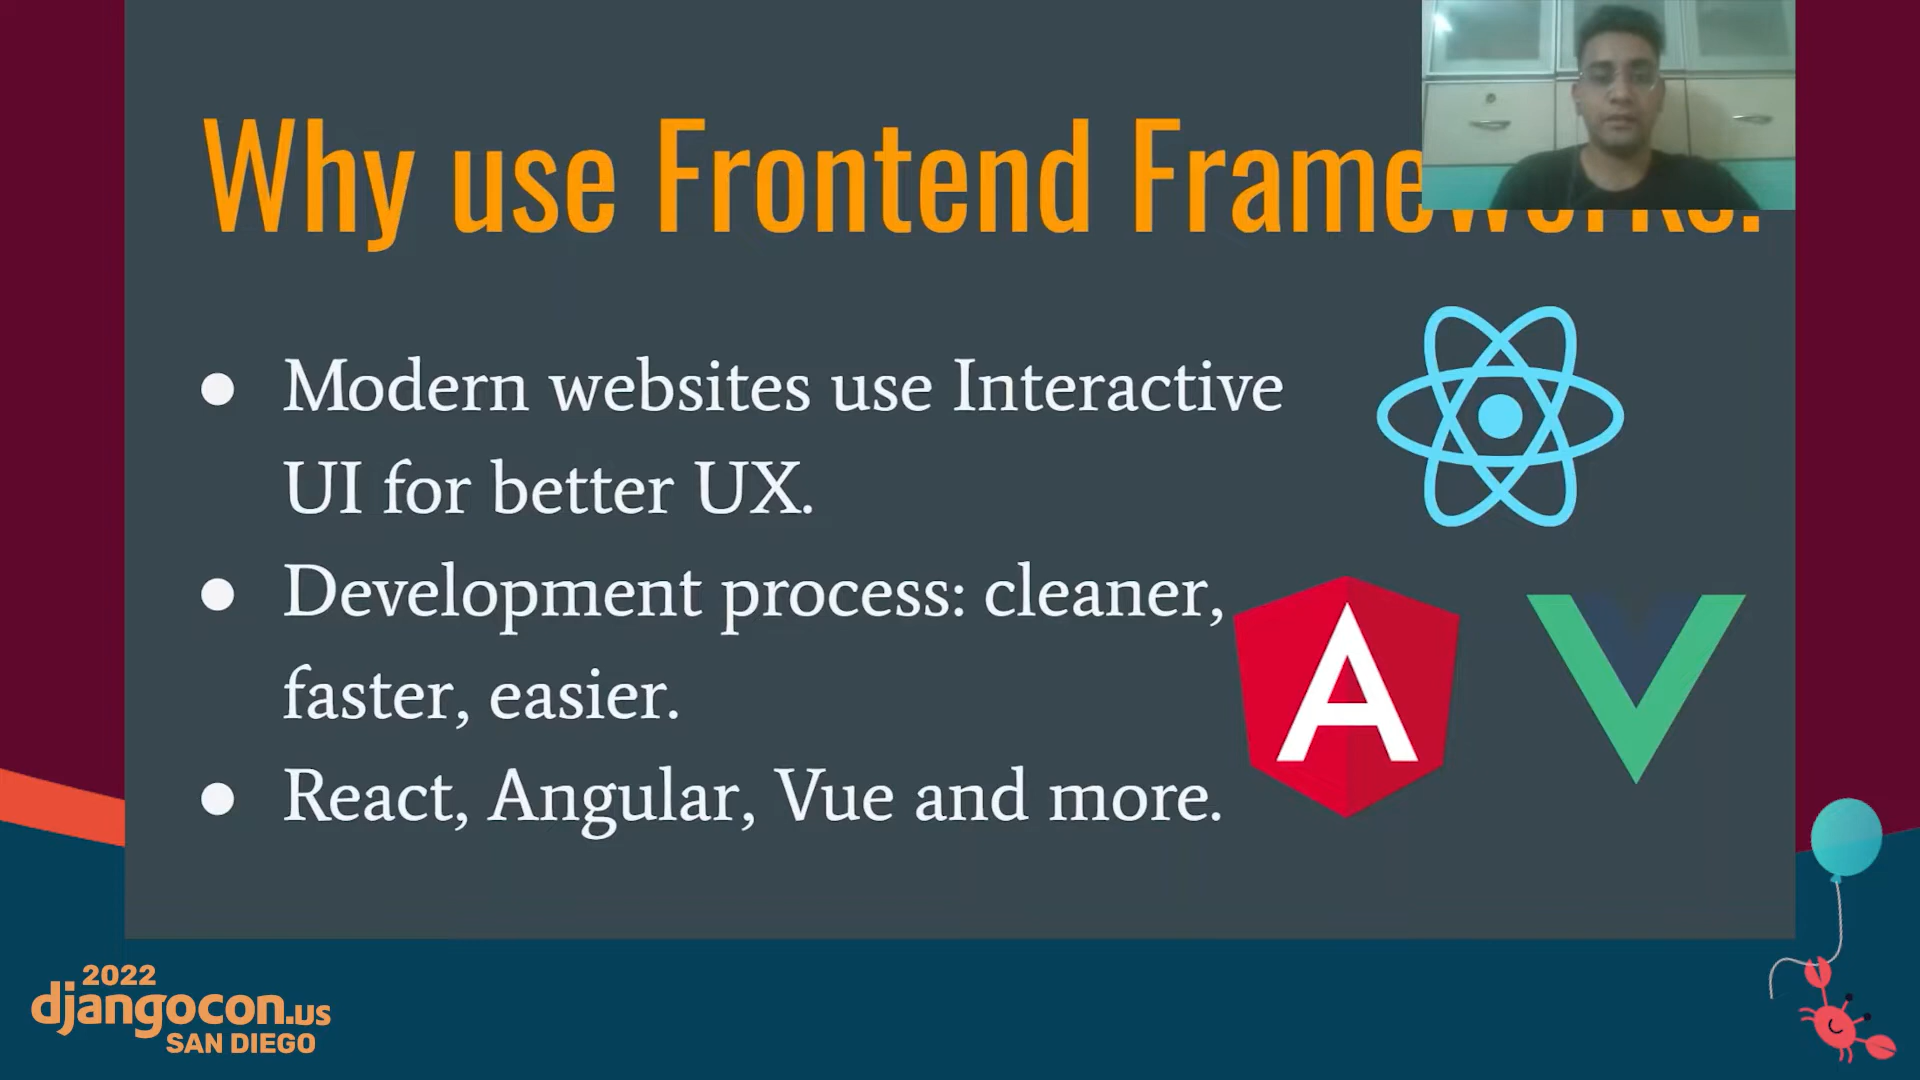 Why use Frontend Frameworks?
● Modern websites use Interactive
UI for better UX.
● Development process: cleaner,
faster, easier.
● React, Angular, Vue and more.
2022
djangocon.us
SAN DIEGO